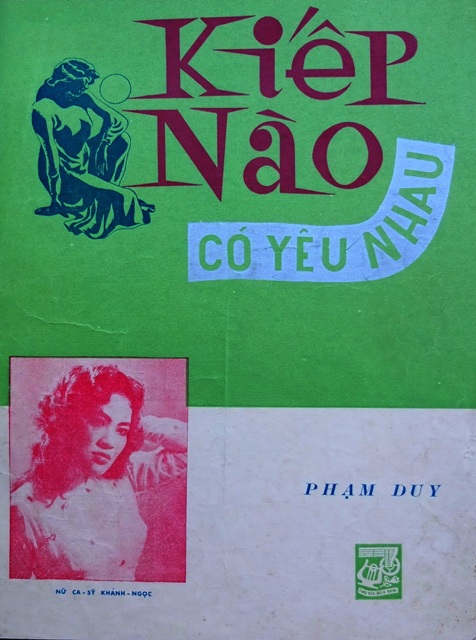 KIẾP
NÀO
CÓ YÊU NHAU
PHẠM DUY
NỮ CA-SỸ KHÁNH-NGỌC